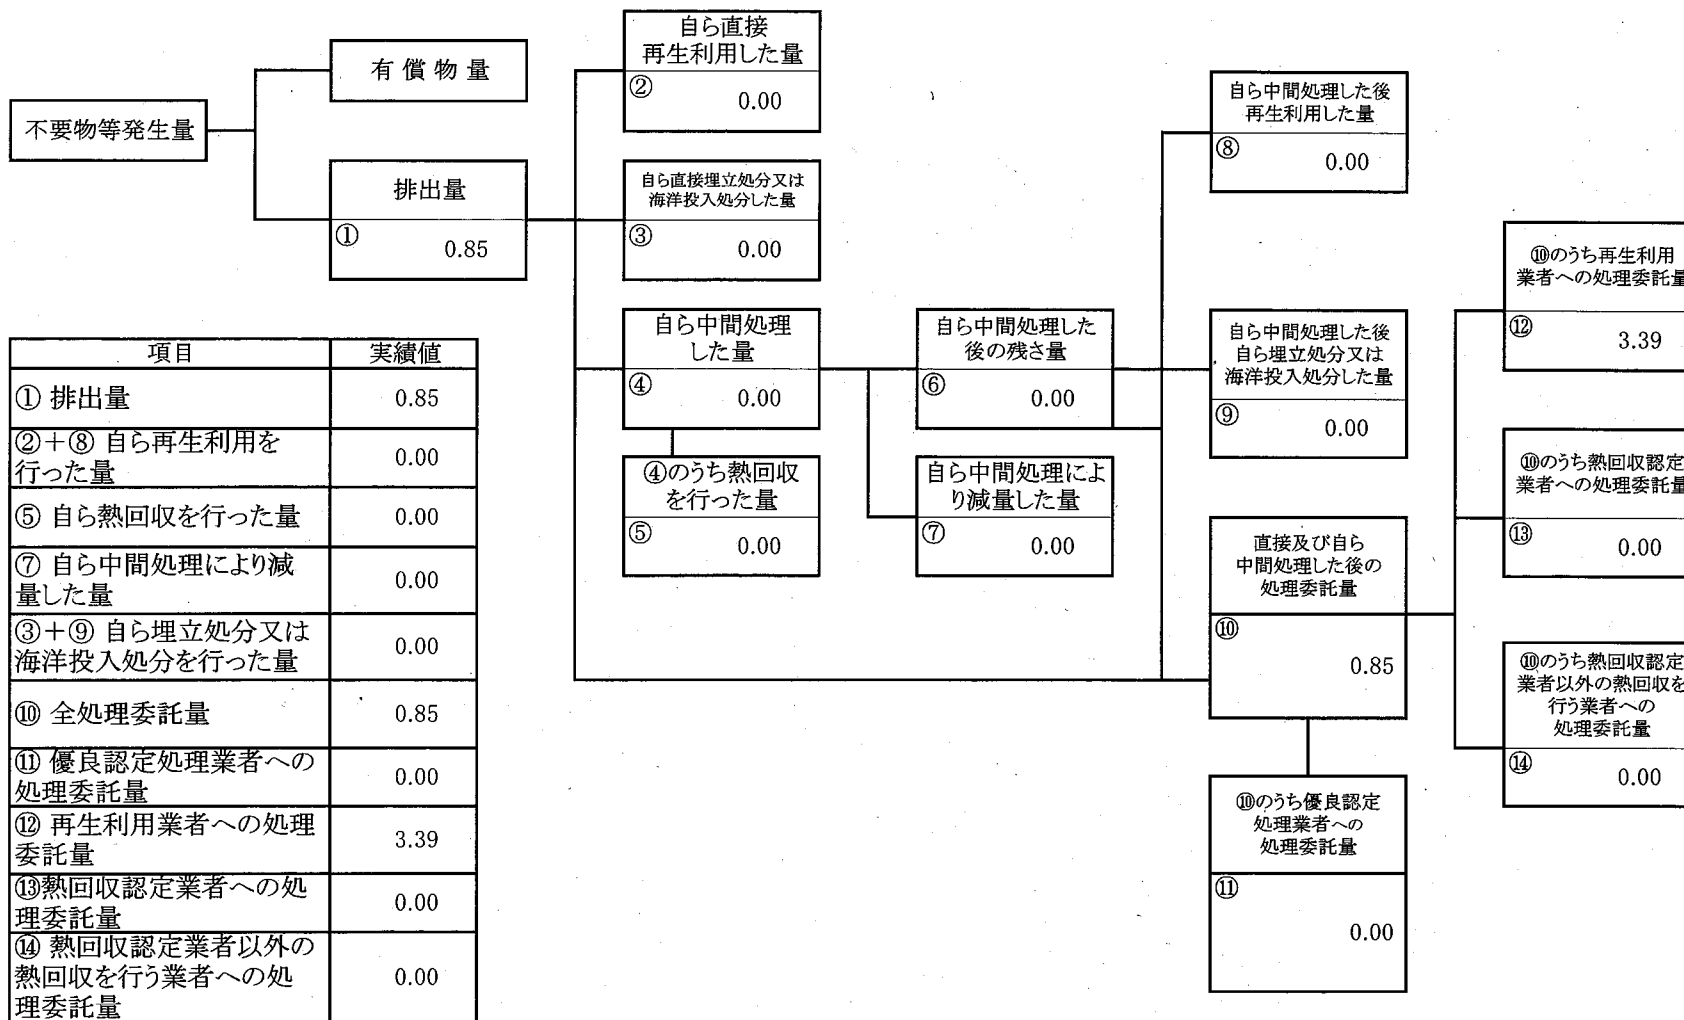 不要物等発生量
有償物量
排出量
① 0.85
自ら直接
再生利用した量
② 0.00
自ら直接埋立処分又は
海洋投入処分した量
③ 0.00
自ら中間処理
した量
④ 0.00
④のうち熱回収
を行った量
⑤ 0.00
自ら中間処理した
後の残さ量
⑥ 0.00
自ら中間処理によ
り減量した量
⑦ 0.00
自ら中間処理した後
再生利用した量
⑧ 0.00
自ら中間処理した後
自ら埋立処分又は
海洋投入処分した量
⑨ 0.00
直接及び自ら
中間処理した後の
処理委託量
⑩ 0.85
⑩のうち優良認定
処理業者への
処理委託量
⑪ 0.00
⑩のうち再生利用
業者への処理委託量
⑫ 3.39
⑩のうち熱回収認定
業者への処理委託量
⑬ 0.00
⑩のうち熱回収認定
業者以外の熱回収を
行う業者への
処理委託量
⑭ 0.00
項目 実績値
① 排出量 0.85
②+⑧ 自ら再生利用を
行った量 0.00
⑤ 自ら熱回収を行った量 0.00
⑦ 自ら中間処理により減
量した量 0.00
③+⑨ 自ら埋立処分又は
海洋投入処分を行った量 0.00
⑩ 全処理委託量 0.85
⑪ 優良認定処理業者への
処理委託量 0.00
⑫ 再生利用業者への処理
委託量 3.39
⑬熱回収認定業者への処
理委託量 0.00
⑭ 熱回収認定業者以外の
熱回収を行う業者への処
理委託量 0.00